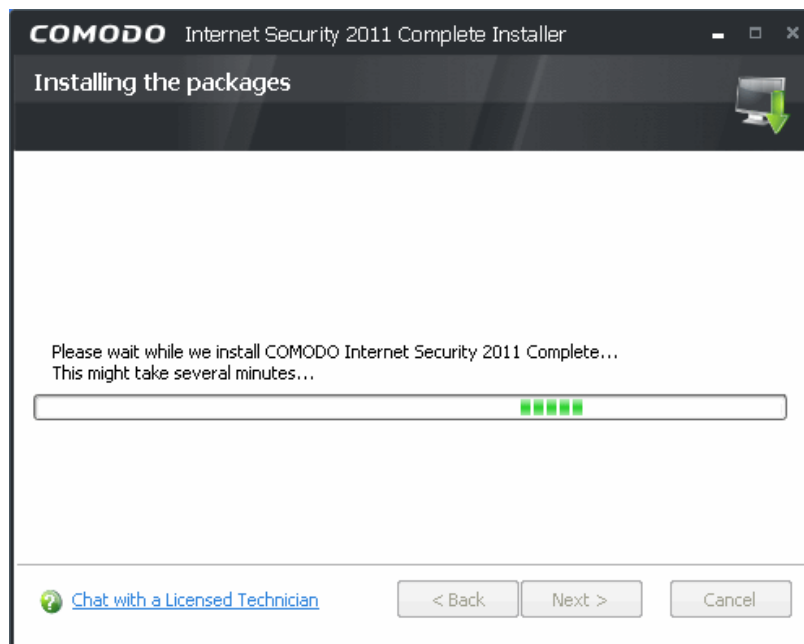 COMODO Internet Security 2011 Complete Installer
Installing the packages
Please wait while we install COMODO Internet Security 2011 Complete...
This might take several minutes...
Chat with a Licensed Technician
< Back
Next >
Cancel